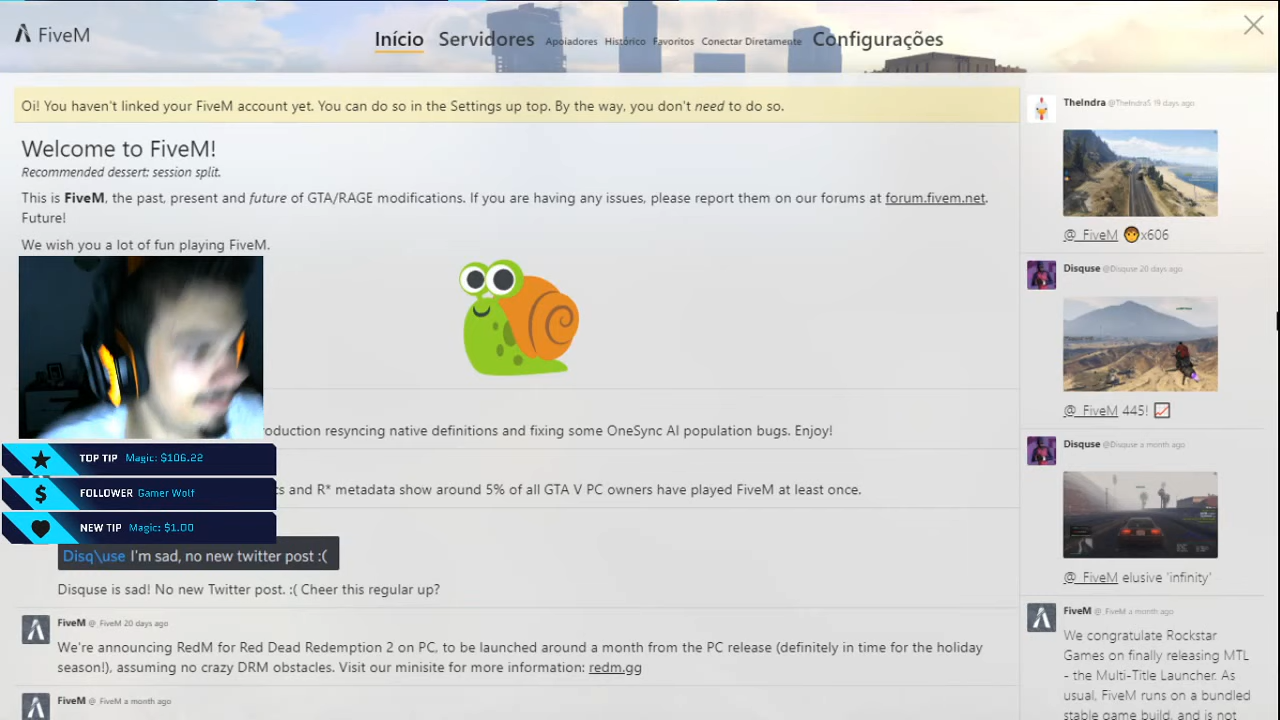 FiveM
Início Servidores Apoiadores Histórico Favoritos Conectar Diretamente Configurações
Oi! You haven't linked your FiveM account yet. You can do so in the Settings up top. By the way, you don't need to do so.
Welcome to FiveM!
Recommended dessert: session split.
This is FiveM, the past, present and future of GTA/RAGE modifications. If you are having any issues, please report them on our forums at forum.fivem.net.
Future!
We wish you a lot of fun playing FiveM.
oduction resyncing native definitions and fixing some OneSync AI population bugs. Enjoy!
TOP TIP Magic: $106.22
s and R* metadata show around 5% of all GTA V PC owners have played FiveM at least once.
FOLLOWER Gamer Wolf
NEW TIP Magic: $1.00
Disq\use I'm sad, no new twitter post :(
Disquse is sad! No new Twitter post. :( Cheer this regular up?
FiveM @_FiveM 20 days ago
We're announcing RedM for Red Dead Redemption 2 on PC, to be launched around a month from the PC release (definitely in time for the holiday
season!), assuming no crazy DRM obstacles. Visit our minisite for more information: redm.gg
FiveM @_FiveM a month ago
TheIndra @TheIndraS 19 days ago
@_FiveM x606
Disquse @Disquse 20 days ago
@_FiveM 445!
Disquse @Disquse a month ago
@_FiveM elusive 'infinity'
FiveM @_FiveM a month ago
We congratulate Rockstar
Games on finally releasing MTL
- the Multi-Title Launcher. As
usual, FiveM runs on a bundled
stable game build, and is not